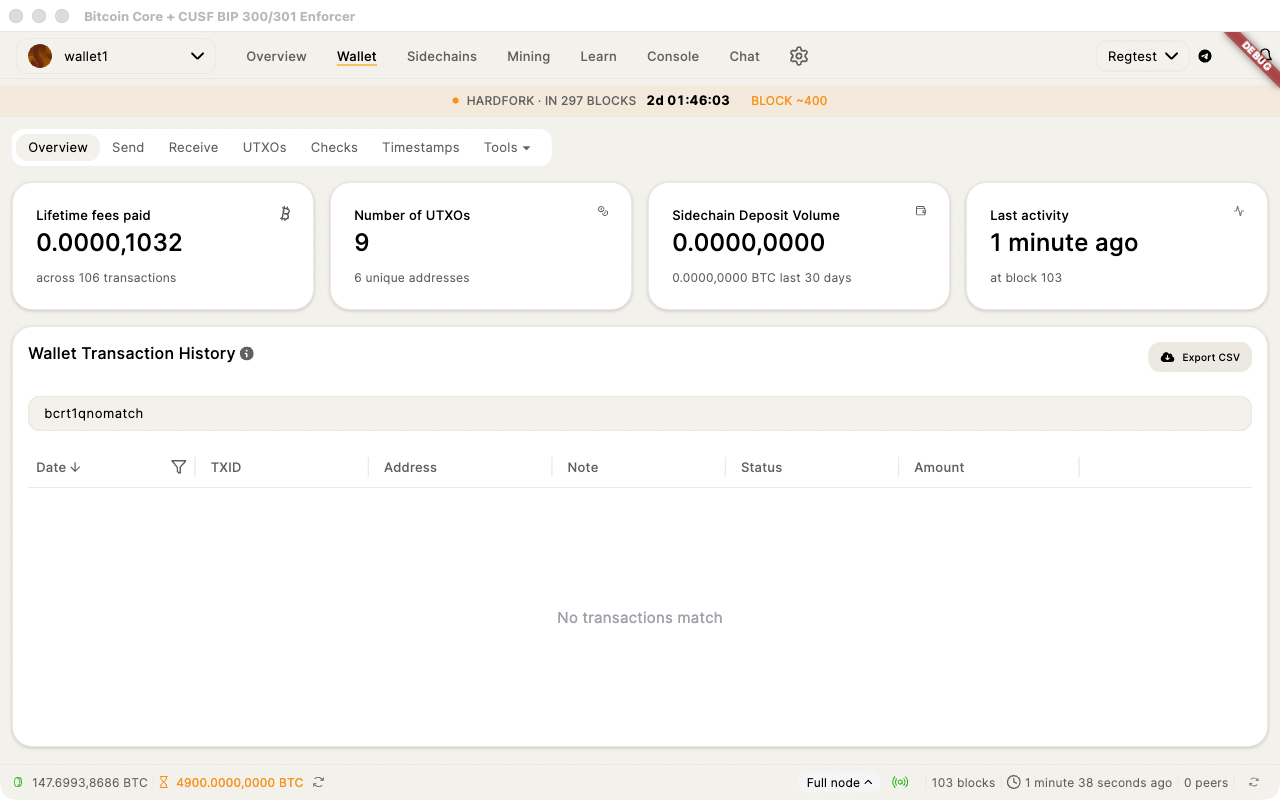 Bitcoin Core + CUSF BIP 300/301 Enforcer
wallet1
Overview
Wallet
Sidechains
Mining
Learn
Console
Chat
Regtest
DEBUG
HARDFORK · IN 297 BLOCKS 2d 01:46:03 BLOCK ~400
Overview
Send
Receive
UTXOs
Checks
Timestamps
Tools
Lifetime fees paid
0.0000,1032
across 106 transactions
Number of UTXOs
9
6 unique addresses
Sidechain Deposit Volume
0.0000,0000
0.0000,0000 BTC last 30 days
Last activity
1 minute ago
at block 103
Wallet Transaction History
Export CSV
bcrt1qnomatch
Date
TXID
Address
Note
Status
Amount
No transactions match
147.6993,8686 BTC
4900.0000,0000 BTC
Full node
103 blocks
1 minute 38 seconds ago
0 peers